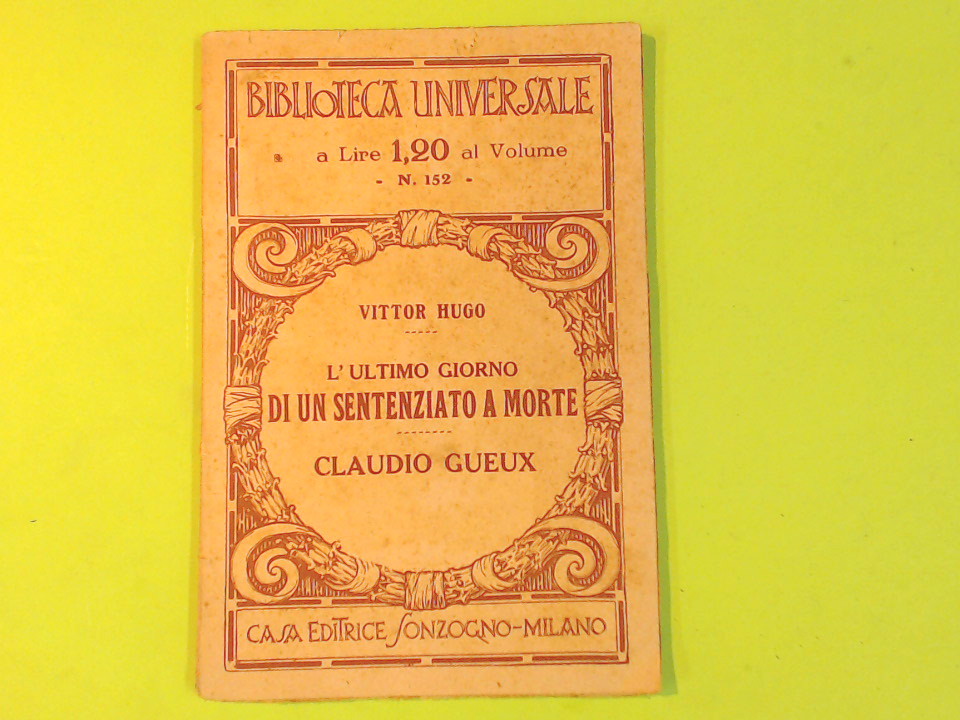 BIBLIOTECA UNIVERSALE
a Lire 1,20 al Volume
- N. 152 -
VITTOR HUGO
L'ULTIMO GIORNO
DI UN SENTENZIATO A MORTE
CLAUDIO GUEUX
CASA EDITRICE SONZOGNO-MILANO